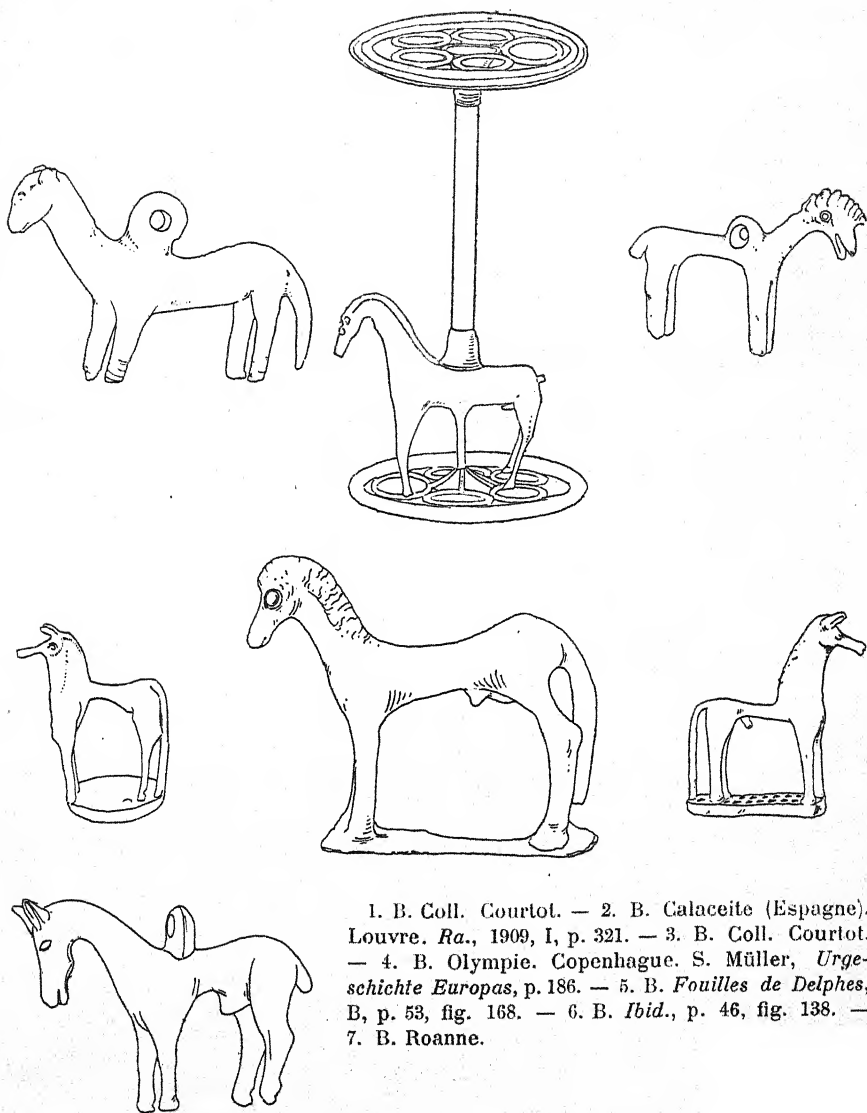 1. B. Coll. Courtot. — 2. B. Calaceite (Espagne).
Louvre. Ra., 1909, I, p. 321. — 3. B. Coll. Courtot.
— 4. B. Olympie. Copenhague. S. Müller, Urge-
schichte Europas, p. 186. — 5. B. Fouilles de Delphes,
B, p. 53, fig. 168. — 6. B. Ibid., p. 46, fig. 138. —
7. B. Roanne.